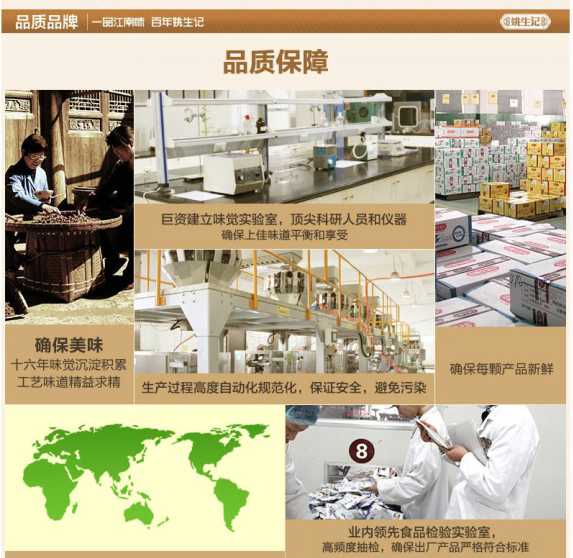 品质品牌 一品江南味 百年姚生记
姚生记
品质保障
巨资建立味觉实验室，顶尖科研人员和仪器
确保上佳味道平衡和享受
确保美味
十六年味觉沉淀积累
工艺味道精益求精
生产过程高度自动化规范化，保证安全，避免污染
确保每颗产品新鲜
8
业内领先食品检验实验室，
高频度抽检，确保出厂产品严格符合标准